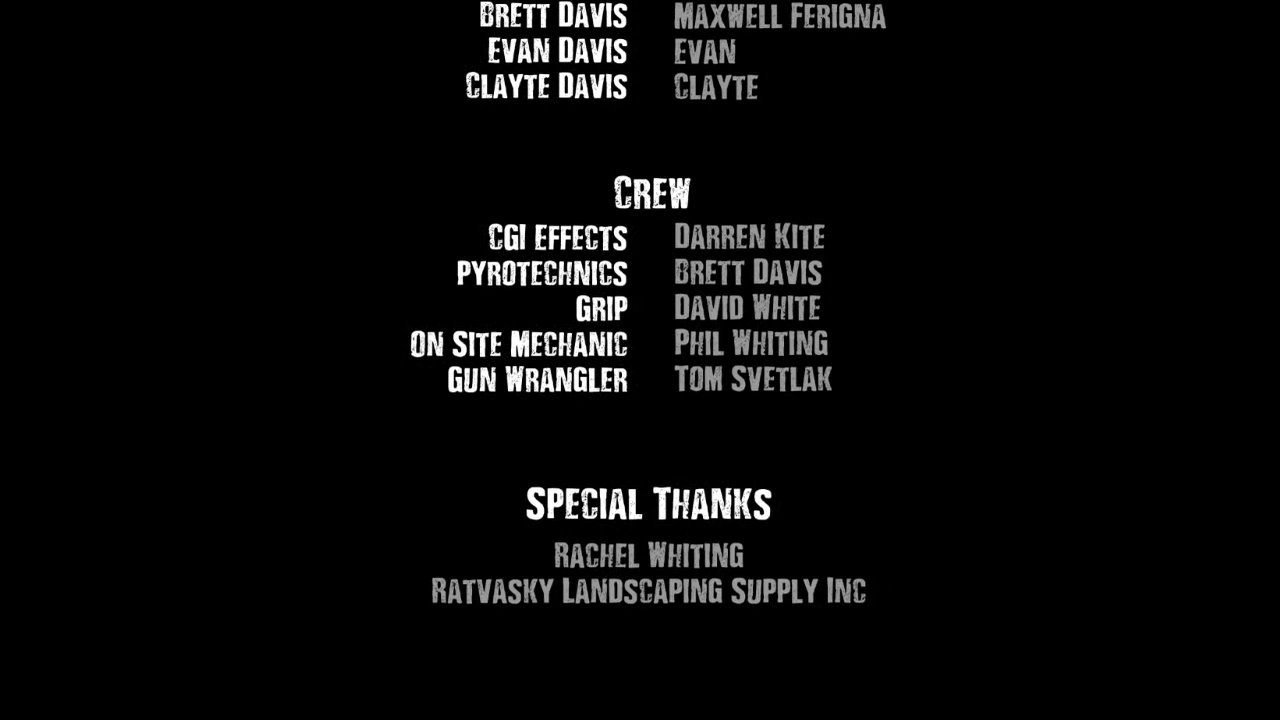 BRETT DAVIS MAXWELL FERIGNA
EVAN DAVIS EVAN
CLAYTE DAVIS CLAYTE
CREW
CGI EFFECTS DARREN KITE
PYROTECHNICS BRETT DAVIS
GRIP DAVID WHITE
ON SITE MECHANIC PHIL WHITING
GUN WRANGLER TOM SVETLAK
SPECIAL THANKS
RACHEL WHITING
RATVASKY LANDSCAPING SUPPLY INC